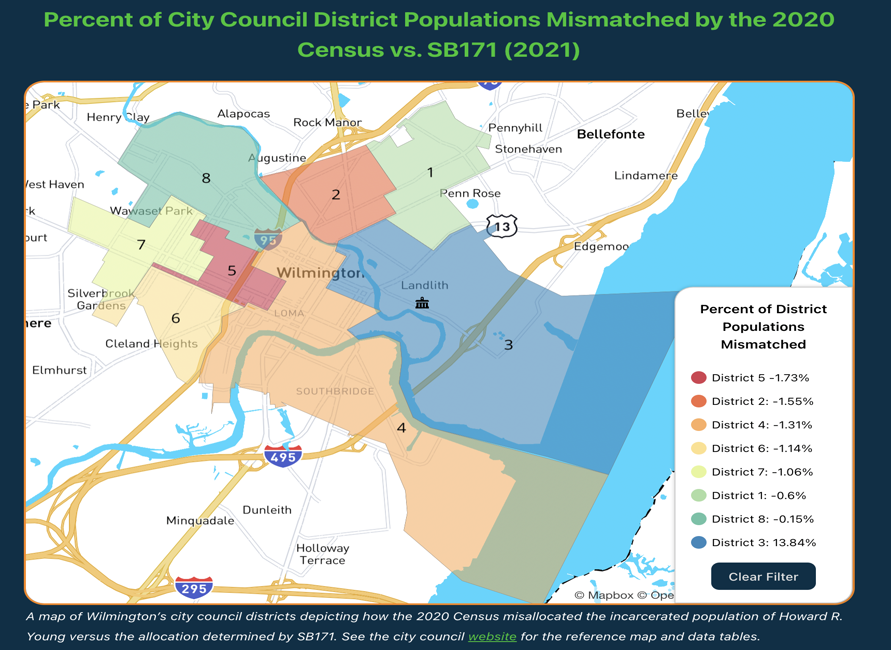 Percent of City Council District Populations Mismatched by the 2020
Census vs. SB171 (2021)
e Park
Henry Clay
Alapocas
Rock Manor
Belle
Pennyhill
Bellefonte
Stonehaven
Augustine
1
Lindamere
8
West Haven
2
Penn Rose
rk
Wawaset Park
13
ourt
95
7
Edgemoo
5
Wilmington
Landlith
Silverbrook
Gardens
LOMA
6
ere
Cleland Heights
3
Elmhurst
SOUTHBRIDGE
4
495
Dunleith
Minquadale
Holloway
Terrace
295
© Mapbox © Ope
Percent of District
Populations
Mismatched
District 5 -1.73%
District 2: -1.55%
District 4: -1.31%
District 6: -1.14%
District 7: -1.06%
District 1: -0.6%
District 8: -0.15%
District 3: 13.84%
Clear Filter
A map of Wilmington's city council districts depicting how the 2020 Census misallocated the incarcerated population of Howard R.
Young versus the allocation determined by SB171. See the city council website for the reference map and data tables.